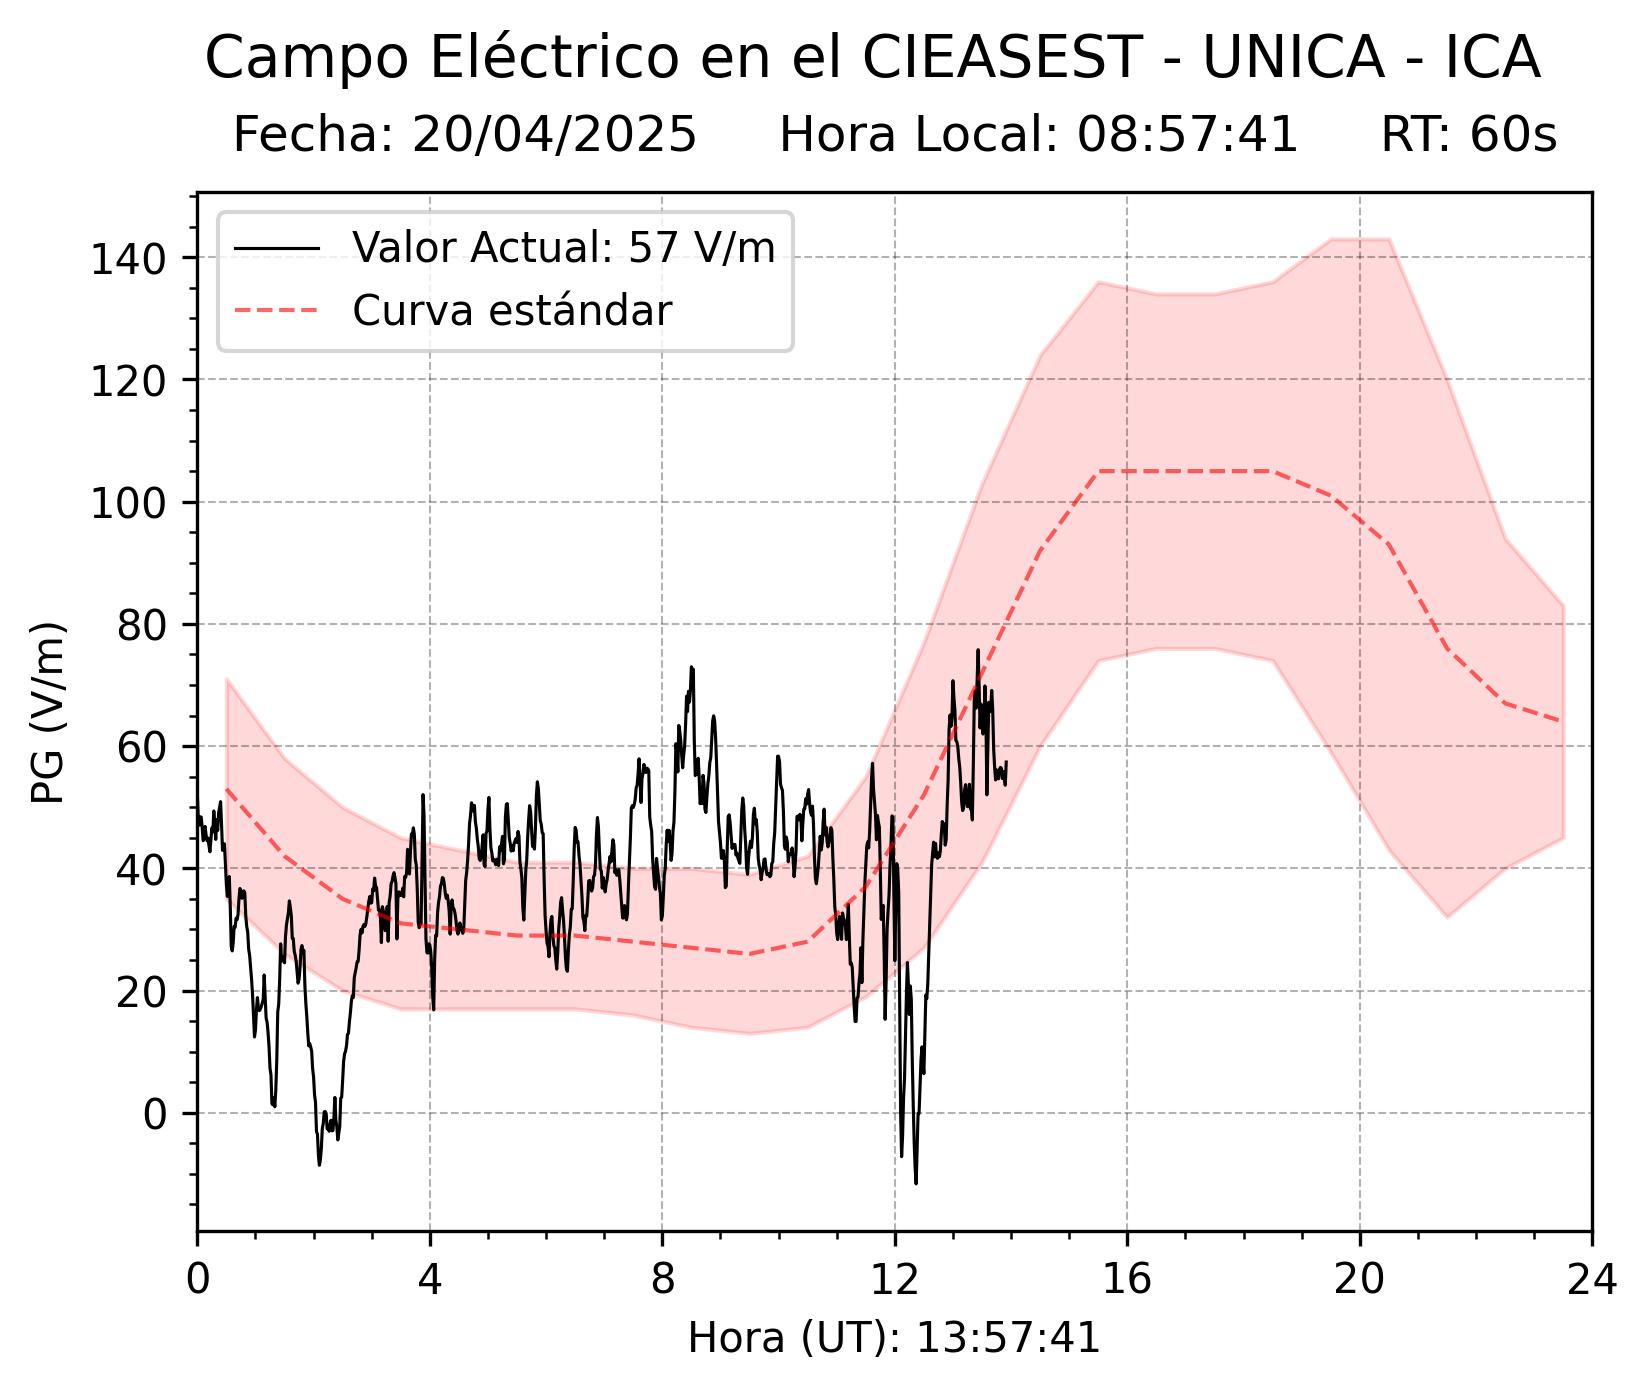 Campo Eléctrico en el CIEASEST - UNICA - ICA
Fecha: 20/04/2025 Hora Local: 08:57:41 RT: 60s
Valor Actual: 57 V/m
Curva estándar
PG (V/m)
140
120
100
80
60
40
20
0
0 4 8 12 16 20 24
Hora (UT): 13:57:41